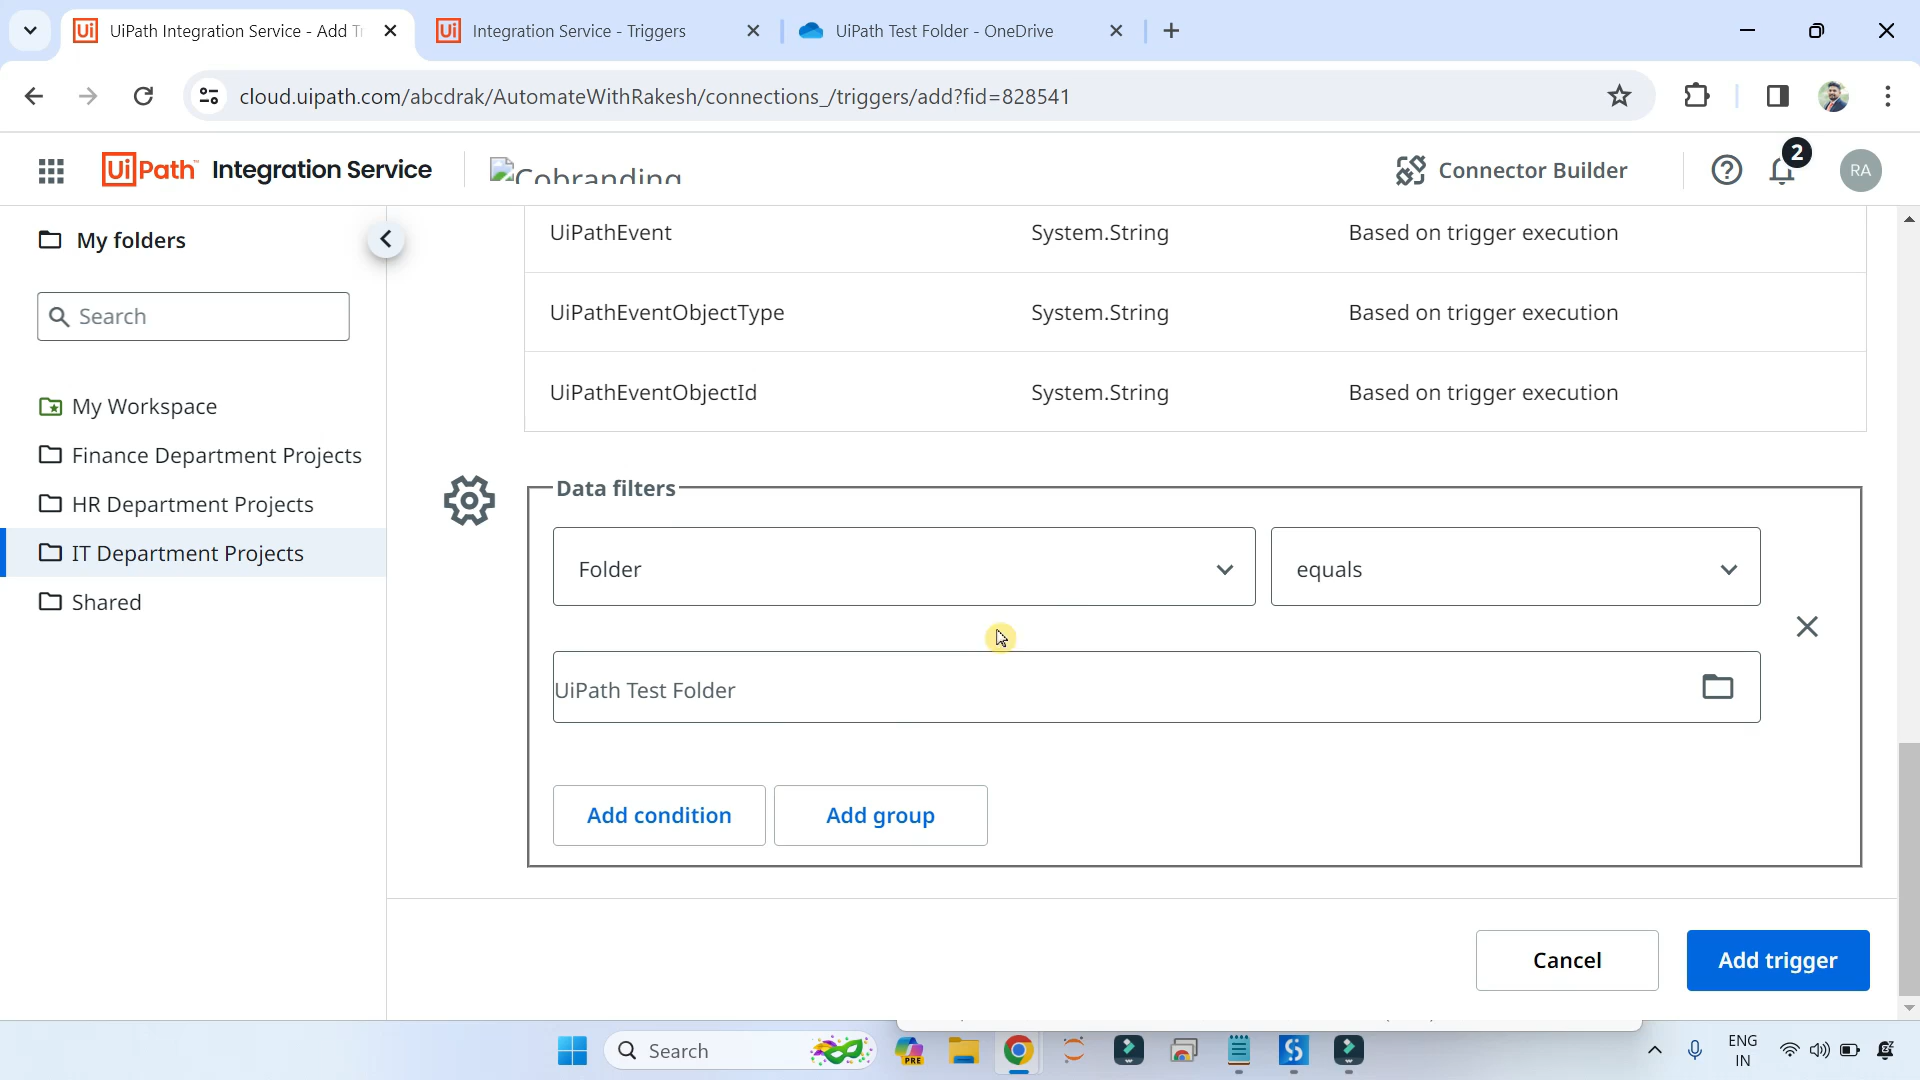 UiPath Integration Service - Add Tr
Integration Service - Triggers
UiPath Test Folder - OneDrive
cloud.uipath.com/abcdrak/AutomateWithRakesh/connections_/triggers/add?fid=828541
UiPath™ Integration Service
Cobranding
Connector Builder
2
RA
My folders
Search
My Workspace
Finance Department Projects
HR Department Projects
IT Department Projects
Shared
UiPathEvent System.String Based on trigger execution
UiPathEventObjectType System.String Based on trigger execution
UiPathEventObjectId System.String Based on trigger execution
Data filters
Folder equals
UiPath Test Folder
Add condition Add group
Cancel Add trigger
Search
PRE
ENG
IN